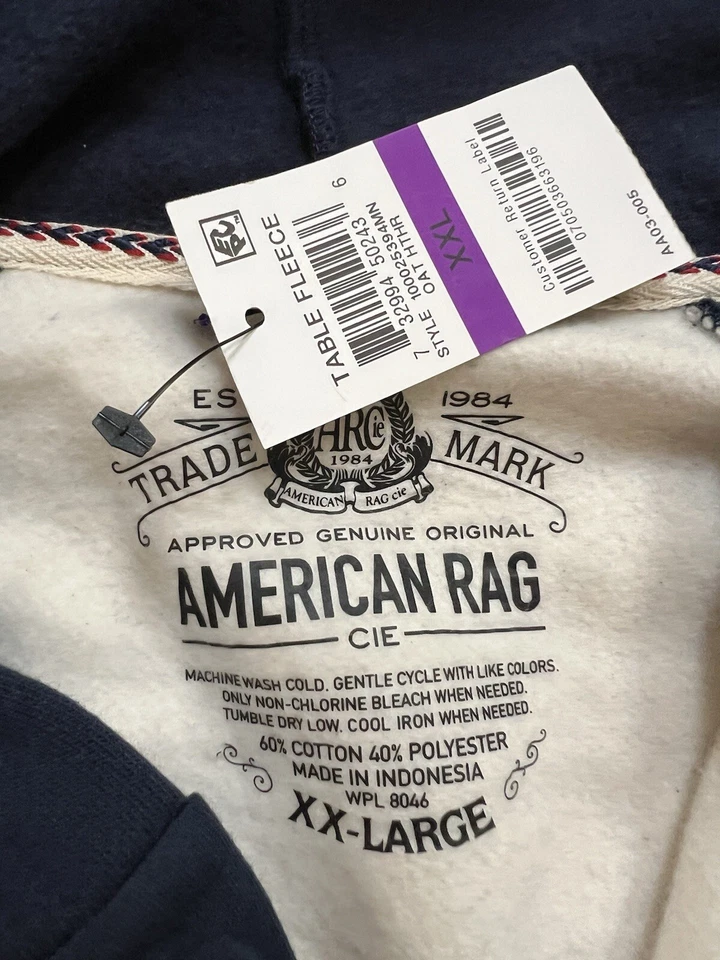 TABLE FLEECE
6
7 32994 50243
STYLE 100025394MN
OAT HTHR
XXL
Customer Return Label
070503663196
AA03-005
ES
1984
TRADE
MARK
ARCie
1984
AMERICAN RAG cie
APPROVED GENUINE ORIGINAL
AMERICAN RAG
CIE
MACHINE WASH COLD. GENTLE CYCLE WITH LIKE COLORS.
ONLY NON-CHLORINE BLEACH WHEN NEEDED.
TUMBLE DRY LOW. COOL IRON WHEN NEEDED.
60% COTTON 40% POLYESTER
MADE IN INDONESIA
WPL 8046
XX-LARGE